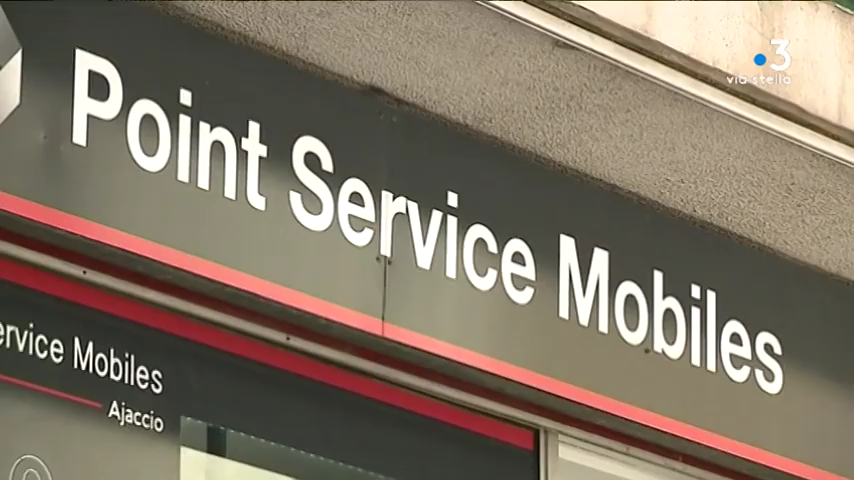 3
via stella
Point Service Mobiles
ervice Mobiles
Ajaccio